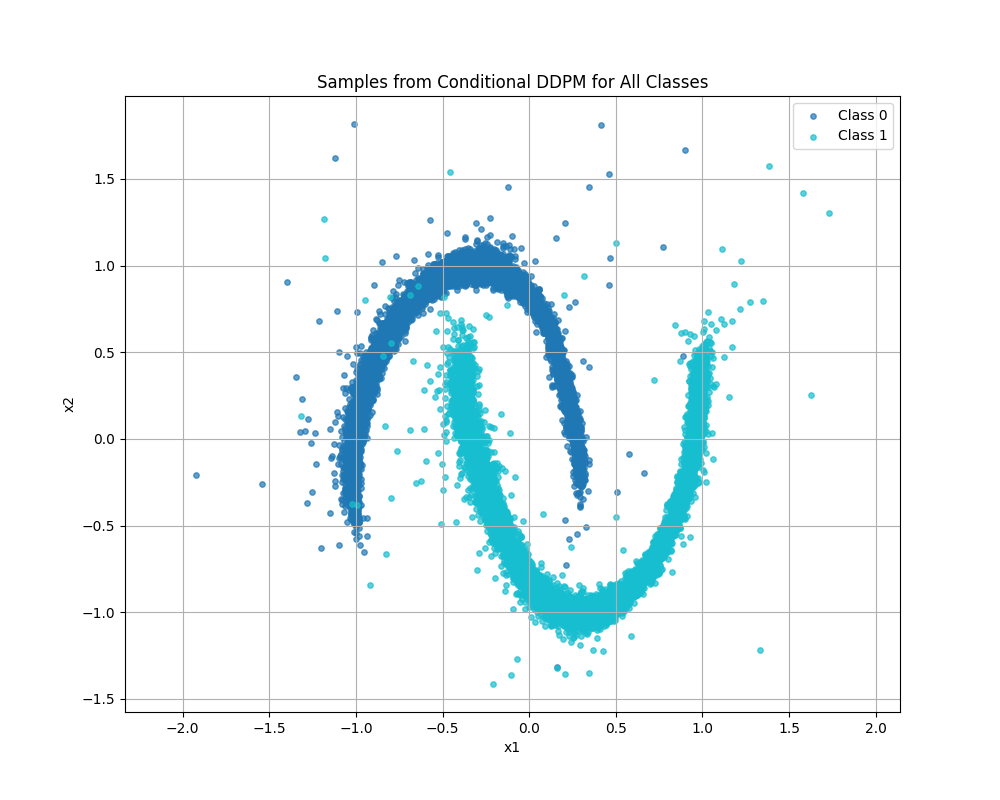 Samples from Conditional DDPM for All Classes
Class 0
Class 1
1.5
1.0
0.5
0.0
−0.5
−1.0
−1.5
x2
−2.0 −1.5 −1.0 −0.5 0.0 0.5 1.0 1.5 2.0
x1